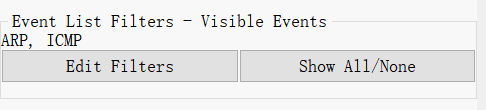 Event List Filters - Visible Events
ARP, ICMP
Edit Filters
Show All/None